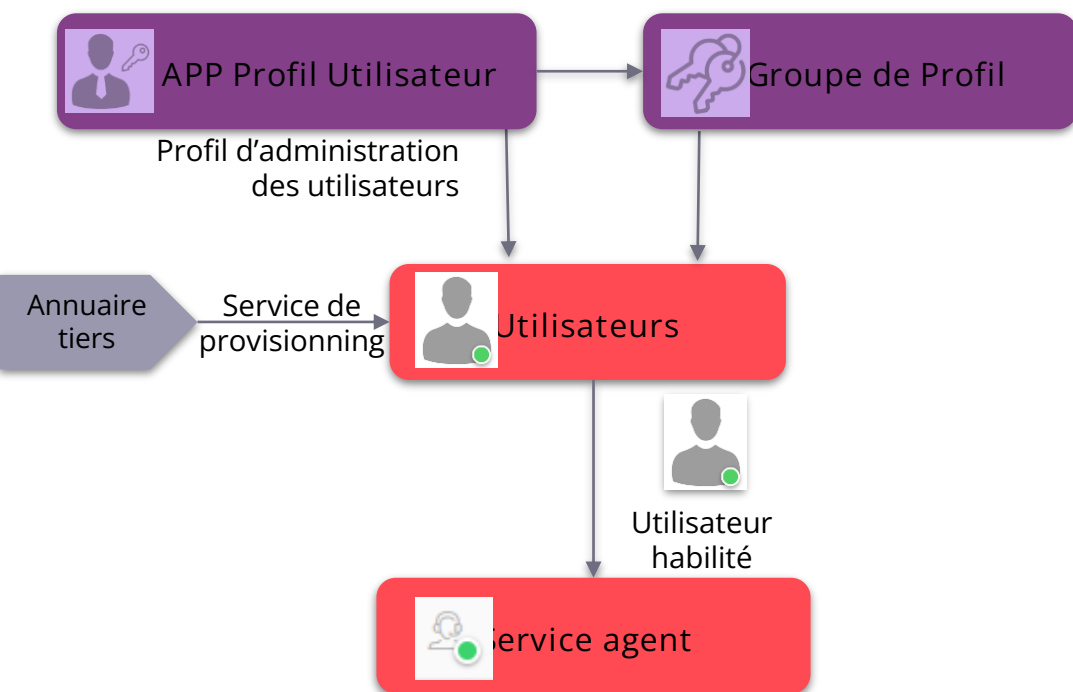 APP Profil Utilisateur
Groupe de Profil
Profil d’administration
des utilisateurs
Annuaire
tiers
Service de
provisionning
Utilisateurs
Utilisateur
habilité
Service agent